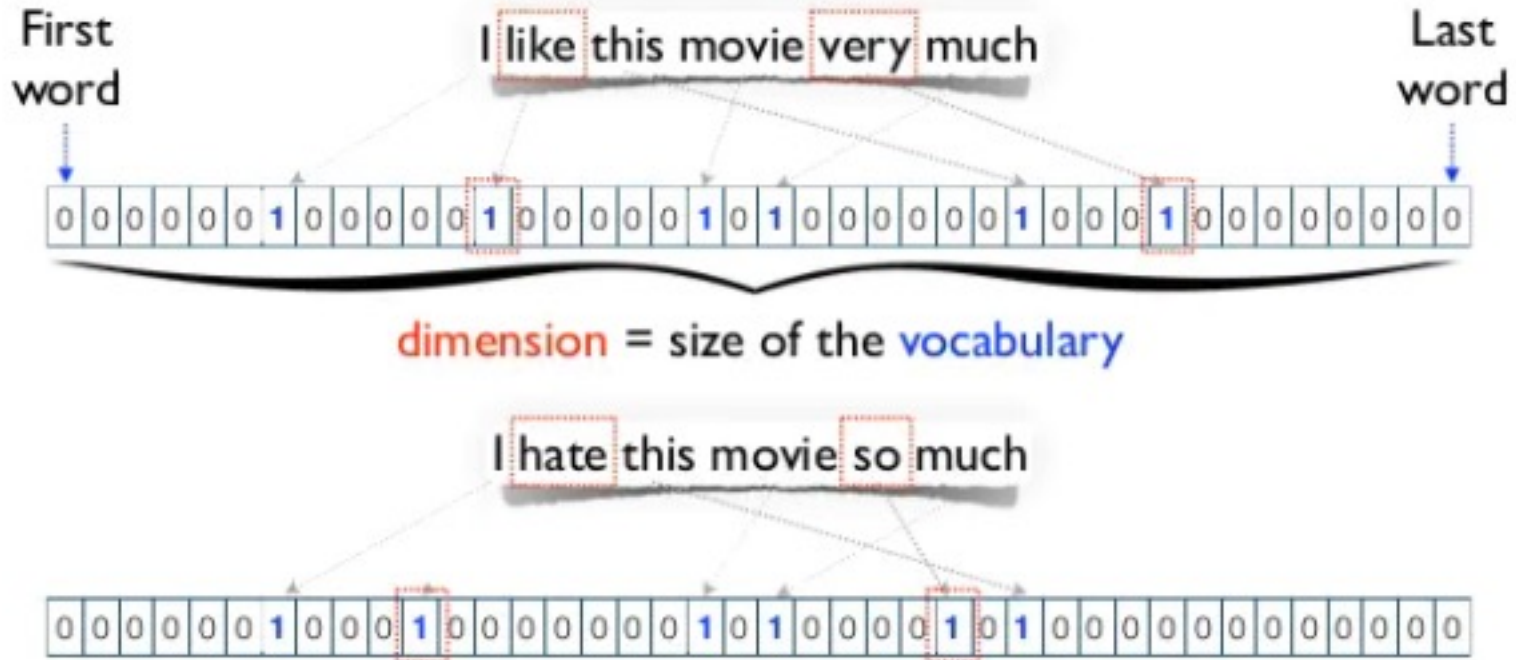 First word
I like this movie very much
Last word
0 0 0 0 0 0 1 0 0 0 0 0 1 0 0 0 0 0 1 0 1 0 0 0 0 0 0 1 0 0 0 1 0 0 0 0 0 0 0 0
dimension = size of the vocabulary
I hate this movie so much
0 0 0 0 0 0 1 0 0 0 1 0 0 0 0 0 0 0 1 0 1 0 0 0 0 1 0 1 0 0 0 0 0 0 0 0 0 0 0 0